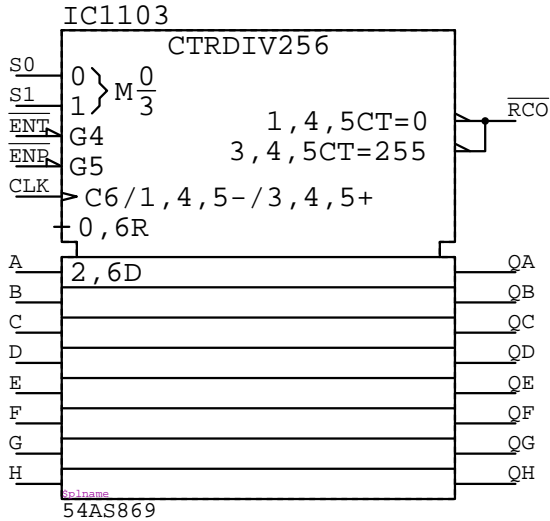 IC1103
CTRDIV256
S0
0
M 0/3
S1
1
1,4,5CT=0
RCO
ENT
G4
3,4,5CT=255
ENP
G5
CLK
C6/1,4,5-/3,4,5+
0,6R
A
2,6D
QA
B
QB
C
QC
D
QD
E
QE
F
QF
G
QG
H
QH
$plname
54AS869